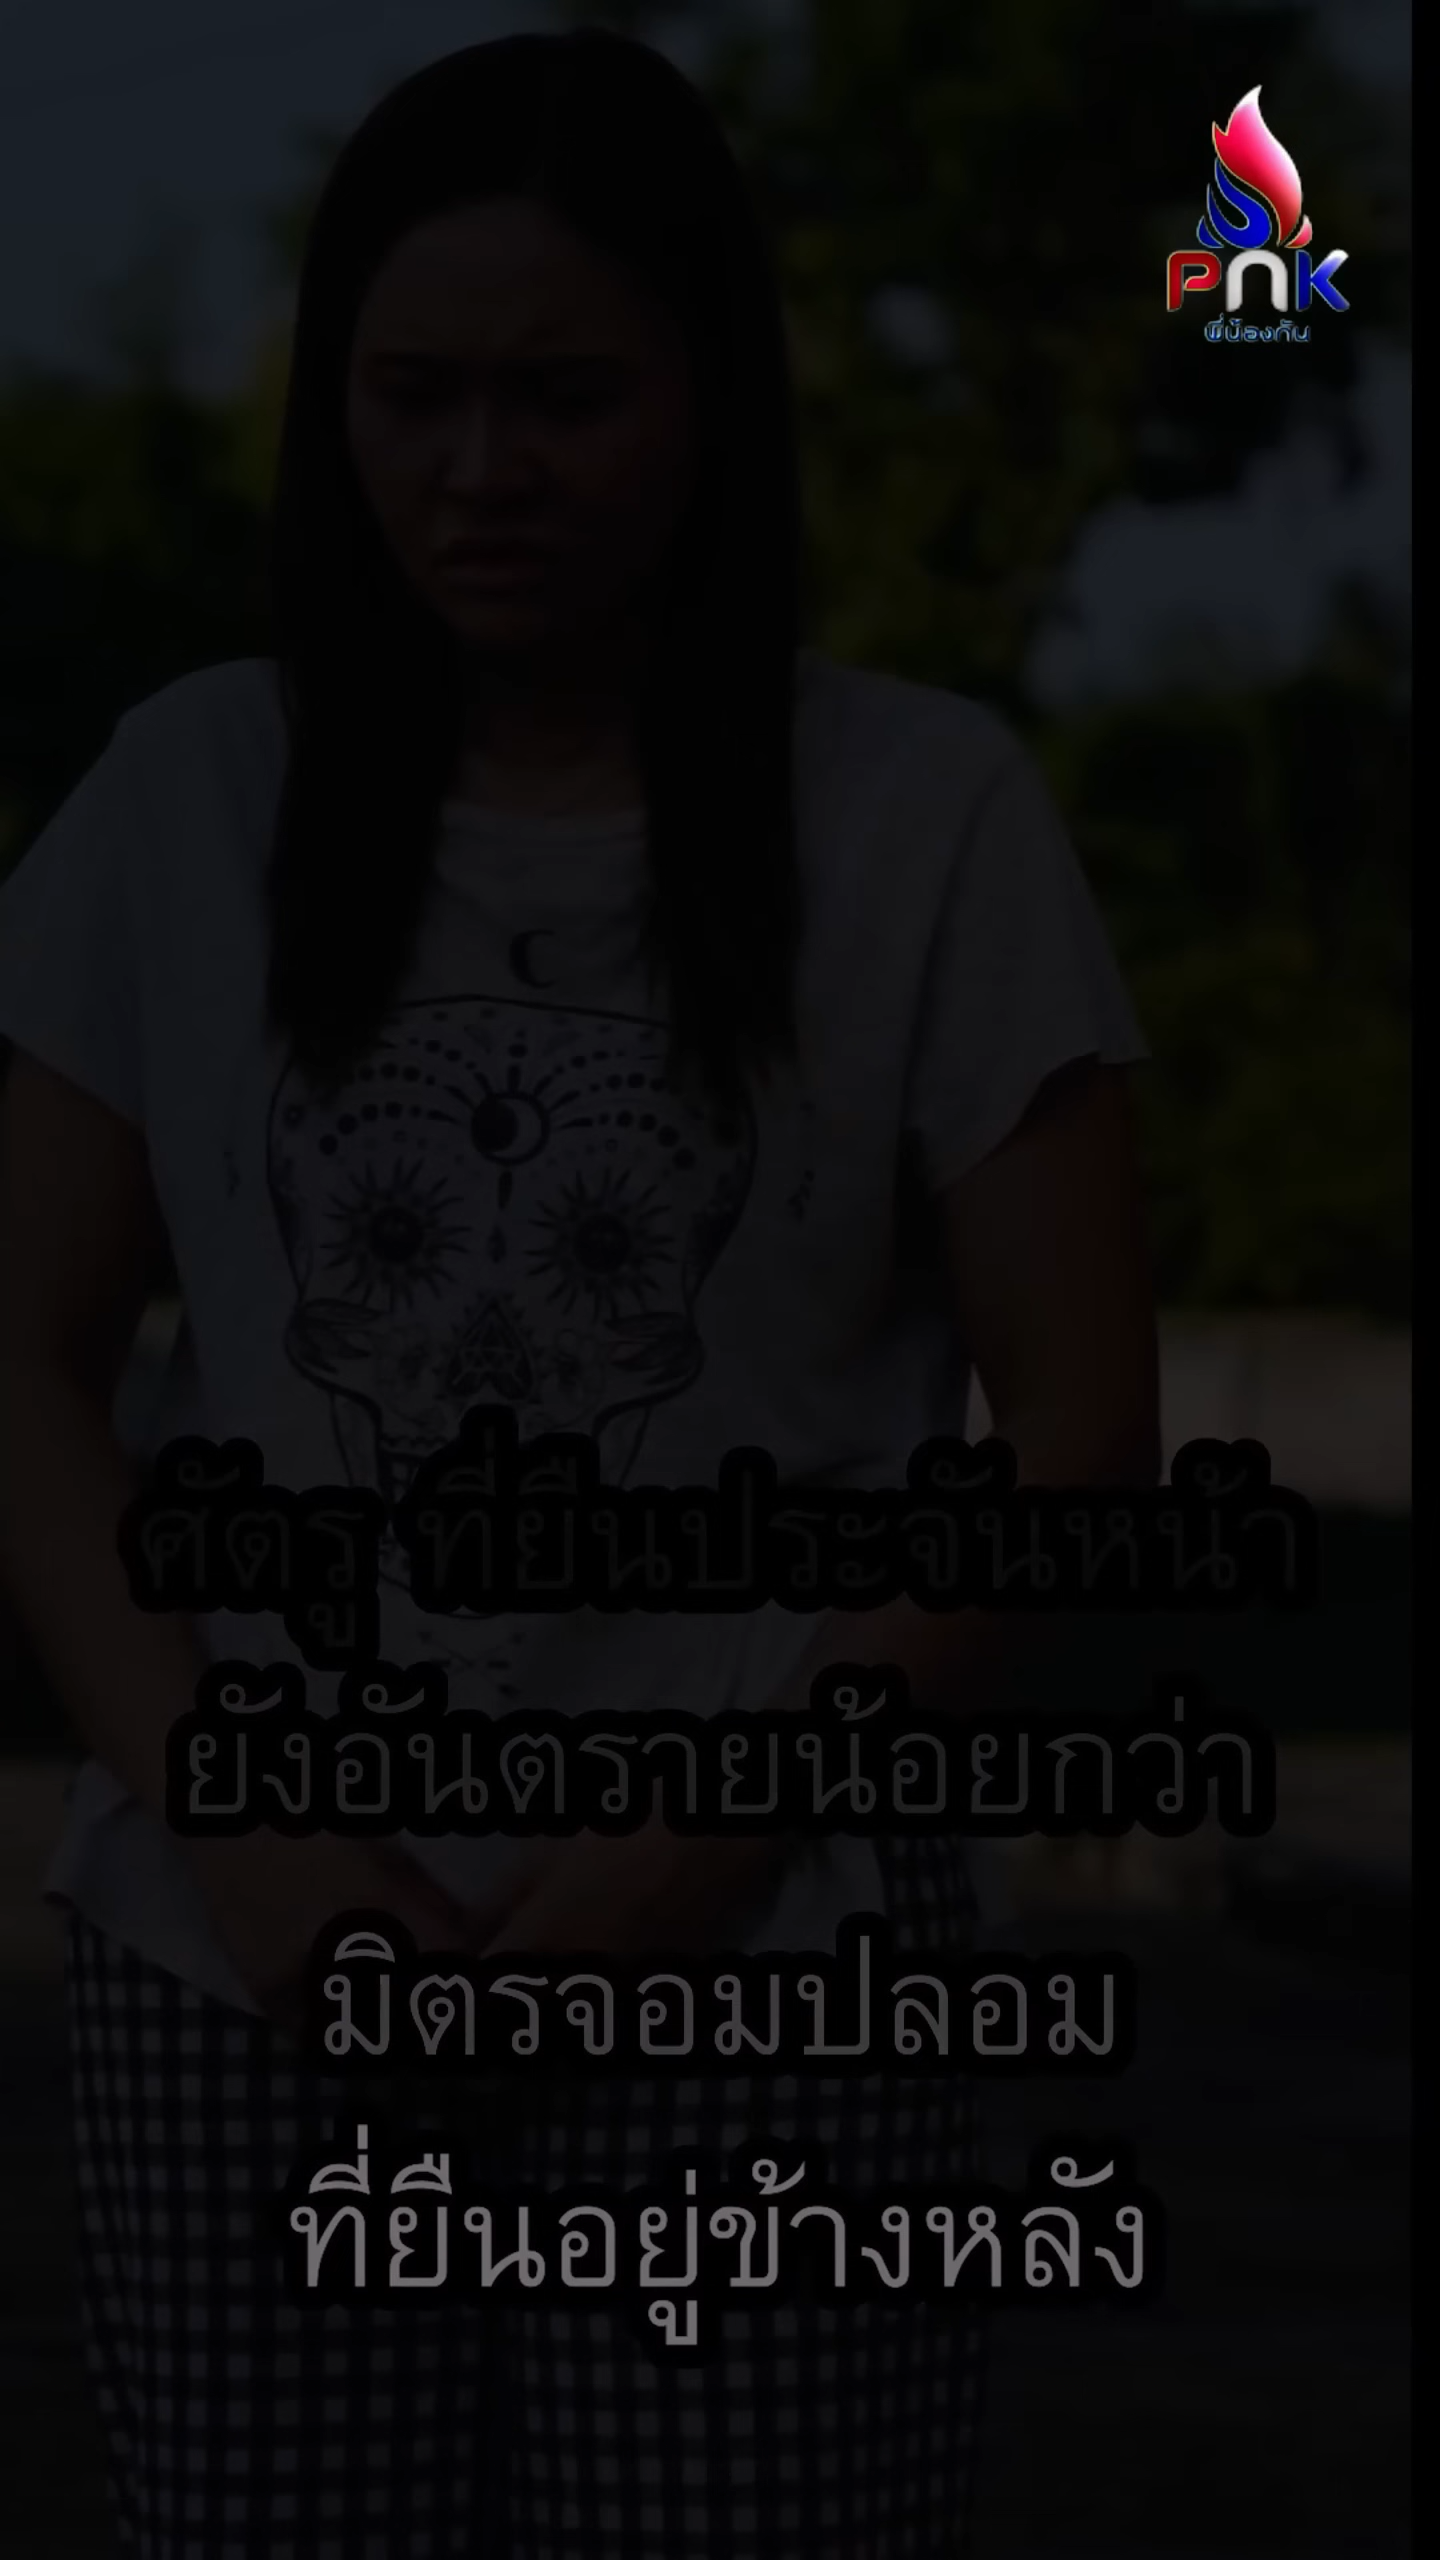 PNK
พี่น้องกัน
ศัตรู ที่ยืนประจันหน้า
ยังอันตรายน้อยกว่า
มิตรจอมปลอม
ที่ยืนอยู่ข้างหลัง